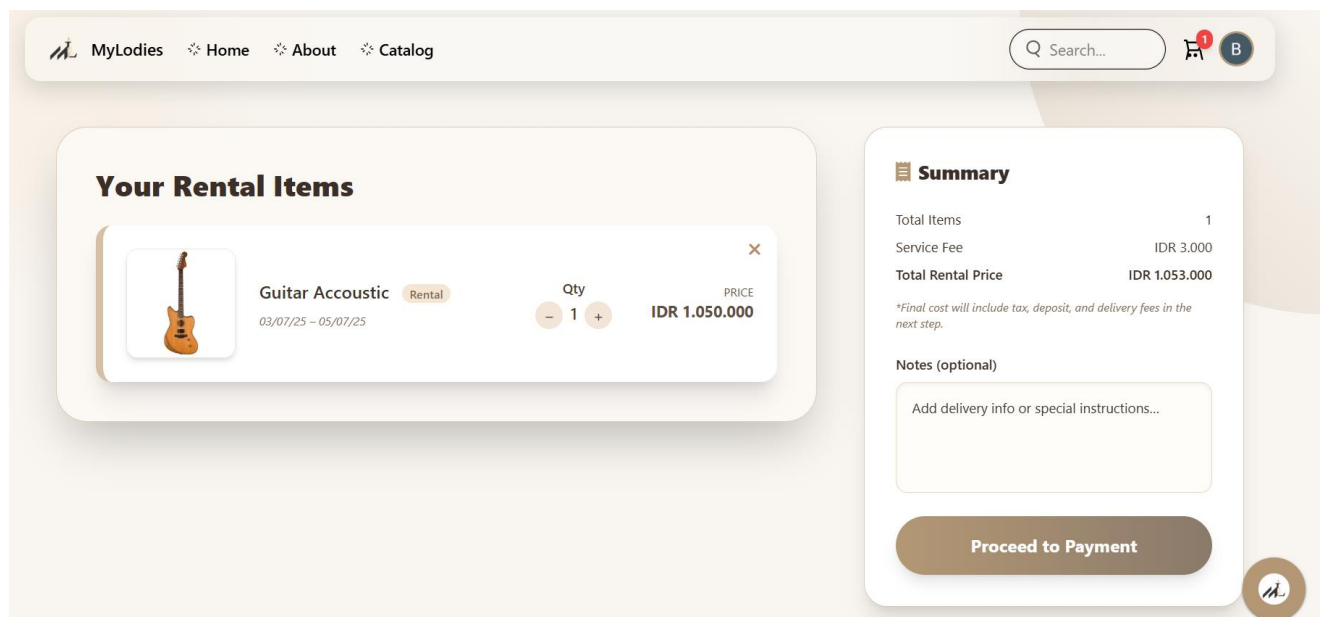 MyLodies Home About Catalog Search... 1 B
Your Rental Items
Guitar Accoustic Rental
03/07/25 – 05/07/25
Qty
– 1 +
PRICE
IDR 1.050.000
Summary
Total Items 1
Service Fee IDR 3.000
Total Rental Price IDR 1.053.000
*Final cost will include tax, deposit, and delivery fees in the
next step.
Notes (optional)
Add delivery info or special instructions...
Proceed to Payment